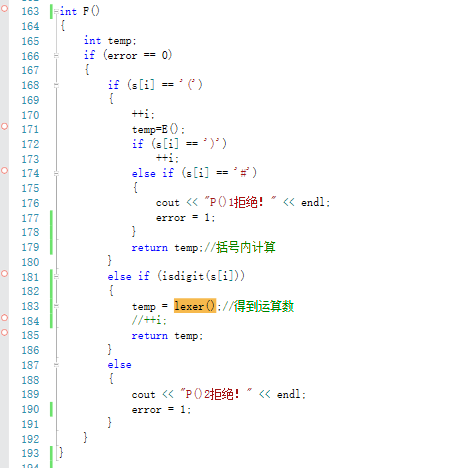 163 int F()
164 {
165 int temp;
166 if (error == 0)
167 {
168 if (s[i] == '(')
169 {
170 ++i;
171 temp=E();
172 if (s[i] == ')')
173 ++i;
174 else if (s[i] == '#')
175 {
176 cout << "P()1拒绝! " << endl;
177 error = 1;
178 }
179 return temp;//括号内计算
180 }
181 else if (isdigit(s[i]))
182 {
183 temp = lexer();//得到运算数
184 //++i;
185 return temp;
186 }
187 else
188 {
189 cout << "P()2拒绝! " << endl;
190 error = 1;
191 }
192 }
193 }